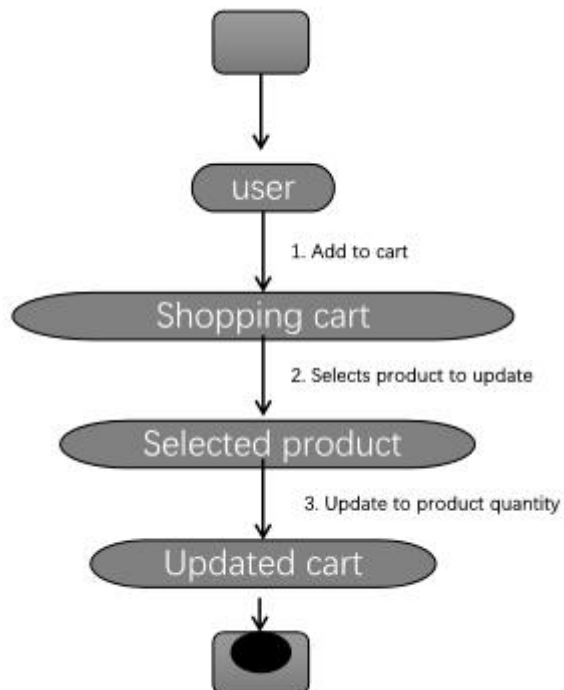 user
1. Add to cart
Shopping cart
2. Selects product to update
Selected product
3. Update to product quantity
Updated cart